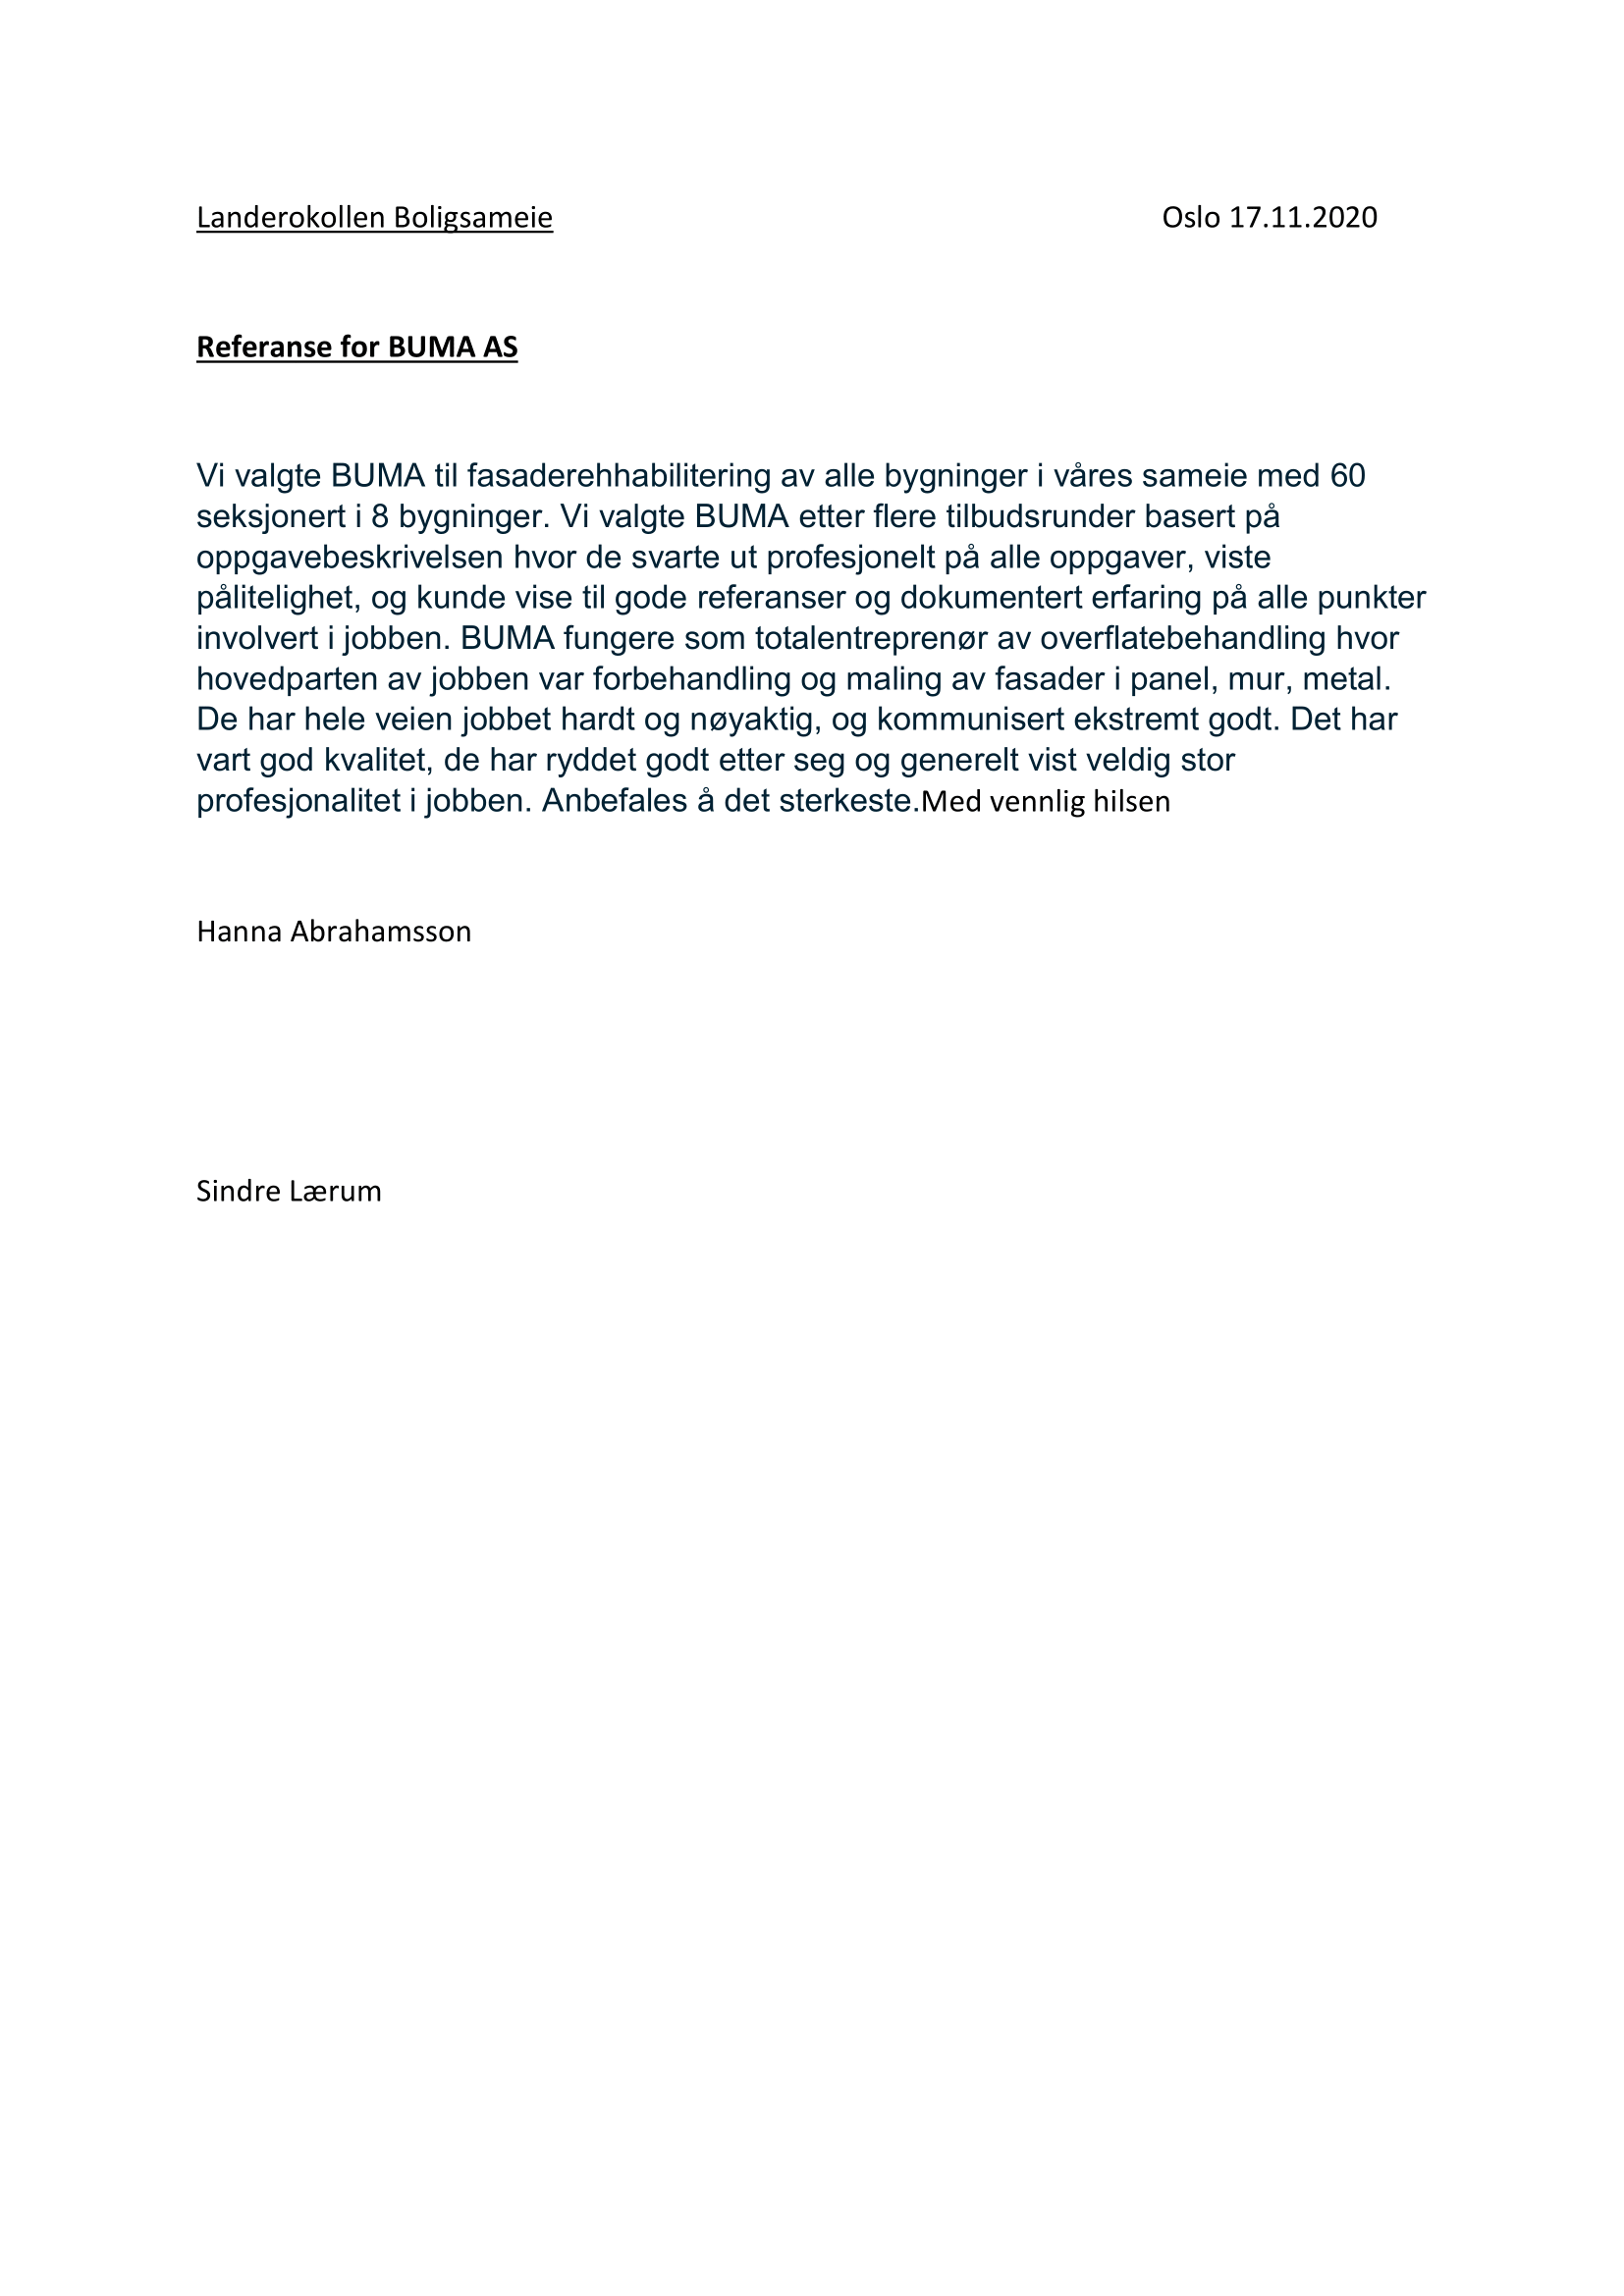 Landerokollen Boligsameie Oslo 17.11.2020
Referanse for BUMA AS
Vi valgte BUMA til fasaderehhabilitering av alle bygninger i våres sameie med 60
seksjonert i 8 bygninger. Vi valgte BUMA etter flere tilbudsrunder basert på
oppgavebeskrivelsen hvor de svarte ut profesjonelt på alle oppgaver, viste
pålitelighet, og kunde vise til gode referanser og dokumentert erfaring på alle punkter
involvert i jobben. BUMA fungere som totalentreprenør av overflatebehandling hvor
hovedparten av jobben var forbehandling og maling av fasader i panel, mur, metal.
De har hele veien jobbet hardt og nøyaktig, og kommunisert ekstremt godt. Det har
vart god kvalitet, de har ryddet godt etter seg og generelt vist veldig stor
profesjonalitet i jobben. Anbefales å det sterkeste.Med vennlig hilsen
Hanna Abrahamsson
Sindre Lærum